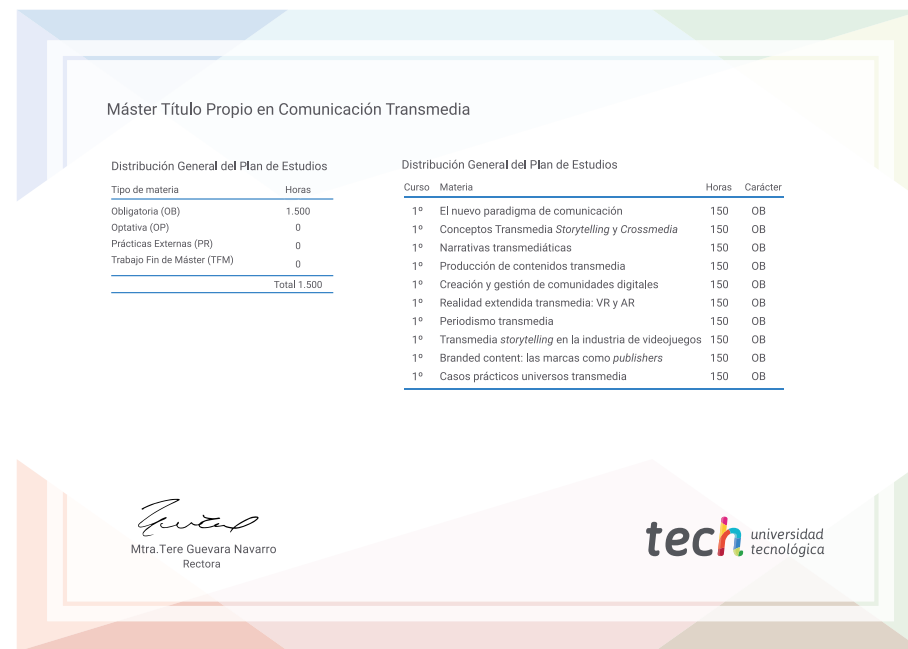 Máster Título Propio en Comunicación Transmedia
Distribución General del Plan de Estudios
Tipo de materia Horas
Obligatoria (OB) 1.500
Optativa (OP) 0
Prácticas Externas (PR) 0
Trabajo Fin de Máster (TFM) 0
Total 1.500
Distribución General del Plan de Estudios
Curso Materia Horas Carácter
1º El nuevo paradigma de comunicación 150 OB
1º Conceptos Transmedia Storytelling y Crossmedia 150 OB
1º Narrativas transmediáticas 150 OB
1º Producción de contenidos transmedia 150 OB
1º Creación y gestión de comunidades digitales 150 OB
1º Realidad extendida transmedia: VR y AR 150 OB
1º Periodismo transmedia 150 OB
1º Transmedia storytelling en la industria de videojuegos 150 OB
1º Branded content: las marcas como publishers 150 OB
1º Casos prácticos universos transmedia 150 OB
Mtra.Tere Guevara Navarro
Rectora
tech universidad
tecnológica